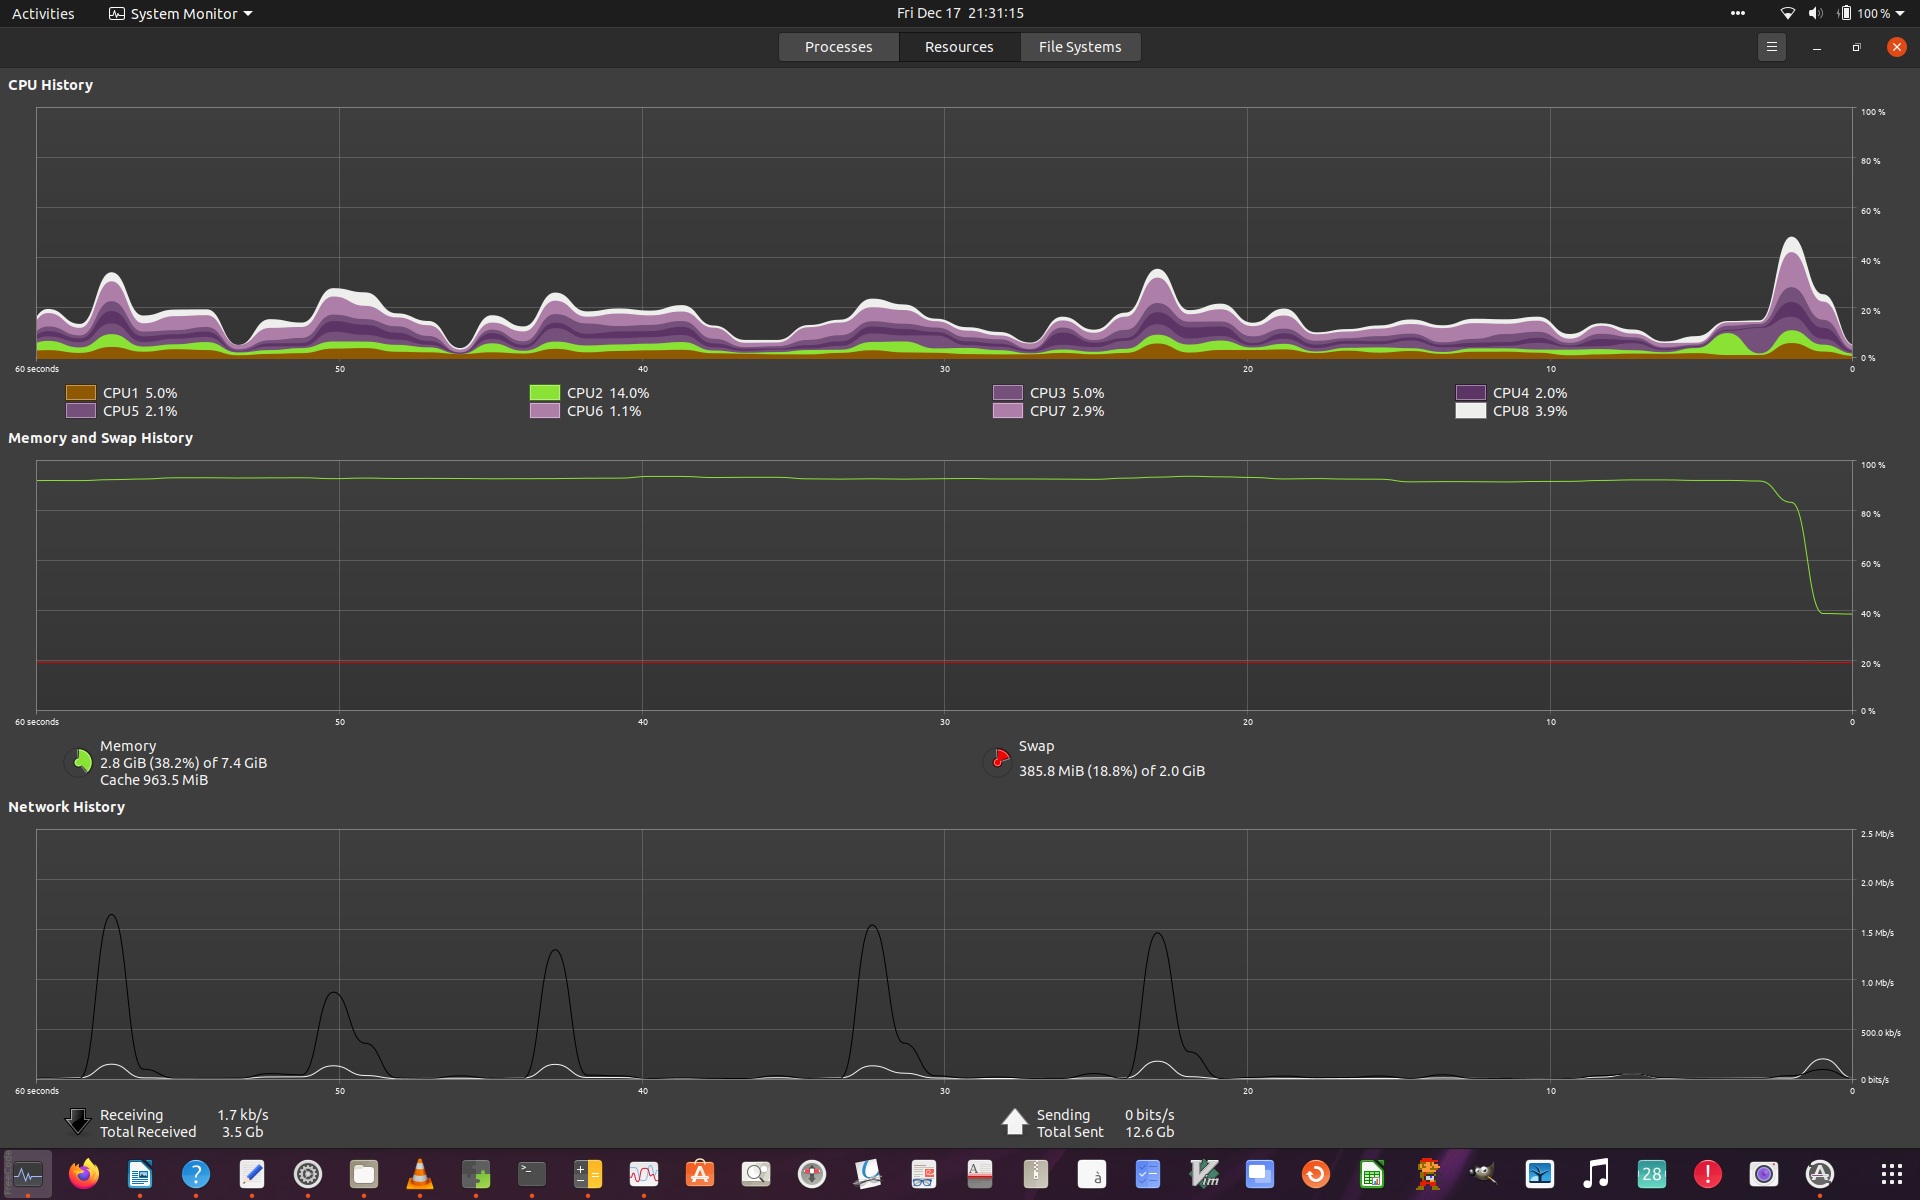 Activities System Monitor Fri Dec 17 21:31:15 100 %
Processes Resources File Systems
CPU History
100 %
80 %
60 %
40 %
20 %
0 %
60 seconds 50 40 30 20 10 0
CPU1 5.0% CPU2 14.0% CPU3 5.0% CPU4 2.0%
CPU5 2.1% CPU6 1.1% CPU7 2.9% CPU8 3.9%
Memory and Swap History
100 %
80 %
60 %
40 %
20 %
0 %
60 seconds 50 40 30 20 10 0
Memory Swap
2.8 GiB (38.2%) of 7.4 GiB 385.8 MiB (18.8%) of 2.0 GiB
Cache 963.5 MiB
Network History
2.5 Mb/s
2.0 Mb/s
1.5 Mb/s
1.0 Mb/s
500.0 kb/s
0 bits/s
60 seconds 50 40 30 20 10 0
Receiving 1.7 kb/s Sending 0 bits/s
Total Received 3.5 Gb Total Sent 12.6 Gb
? >_ A A à Vim 28 !